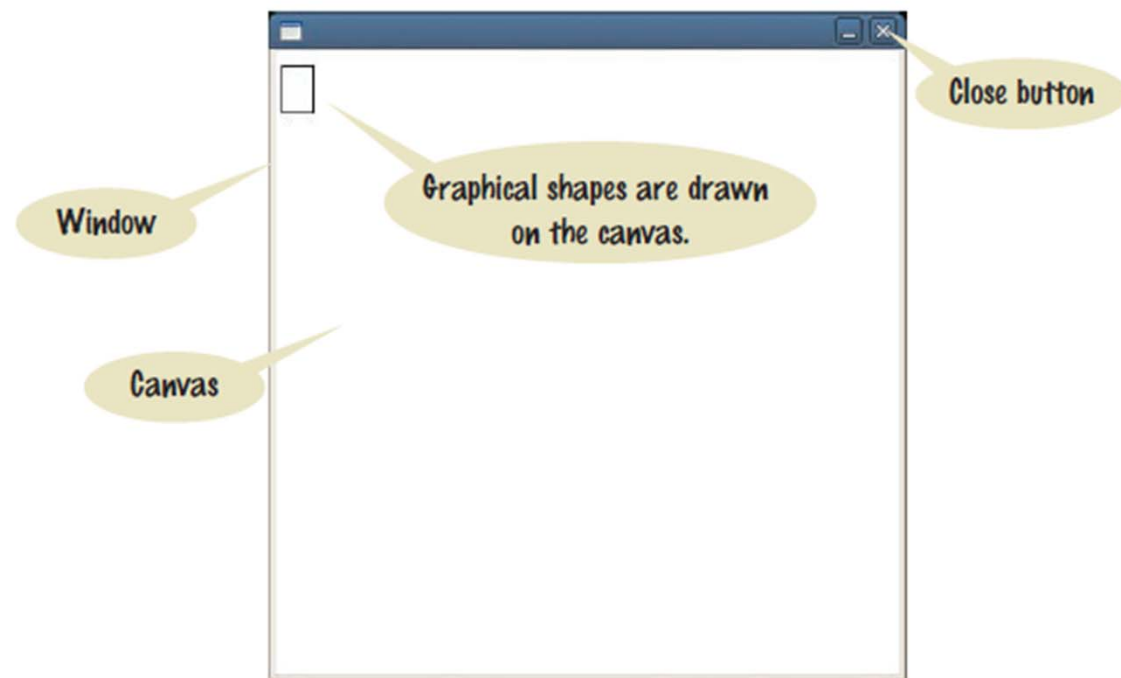 Close button
Graphical shapes are drawn
on the canvas.
Window
Canvas